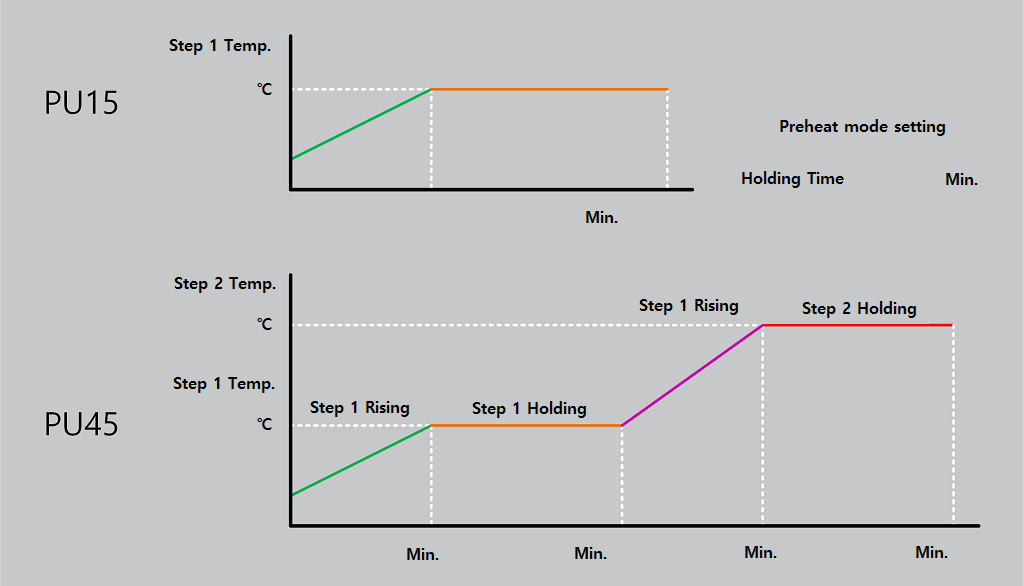 Step 1 Temp.
℃
PU15
Preheat mode setting
Holding Time Min.
Min.
Step 2 Temp.
℃
Step 1 Rising
Step 2 Holding
Step 1 Temp.
Step 1 Rising
Step 1 Holding
℃
PU45
Min. Min. Min. Min.